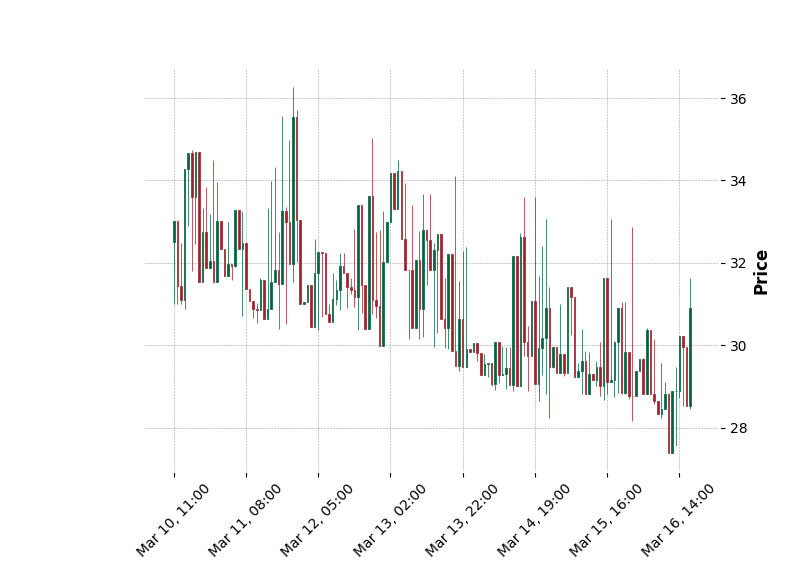 36
34
32
30
28
Price
Mar 10, 11:00
Mar 11, 08:00
Mar 12, 05:00
Mar 13, 02:00
Mar 13, 22:00
Mar 14, 19:00
Mar 15, 16:00
Mar 16, 14:00